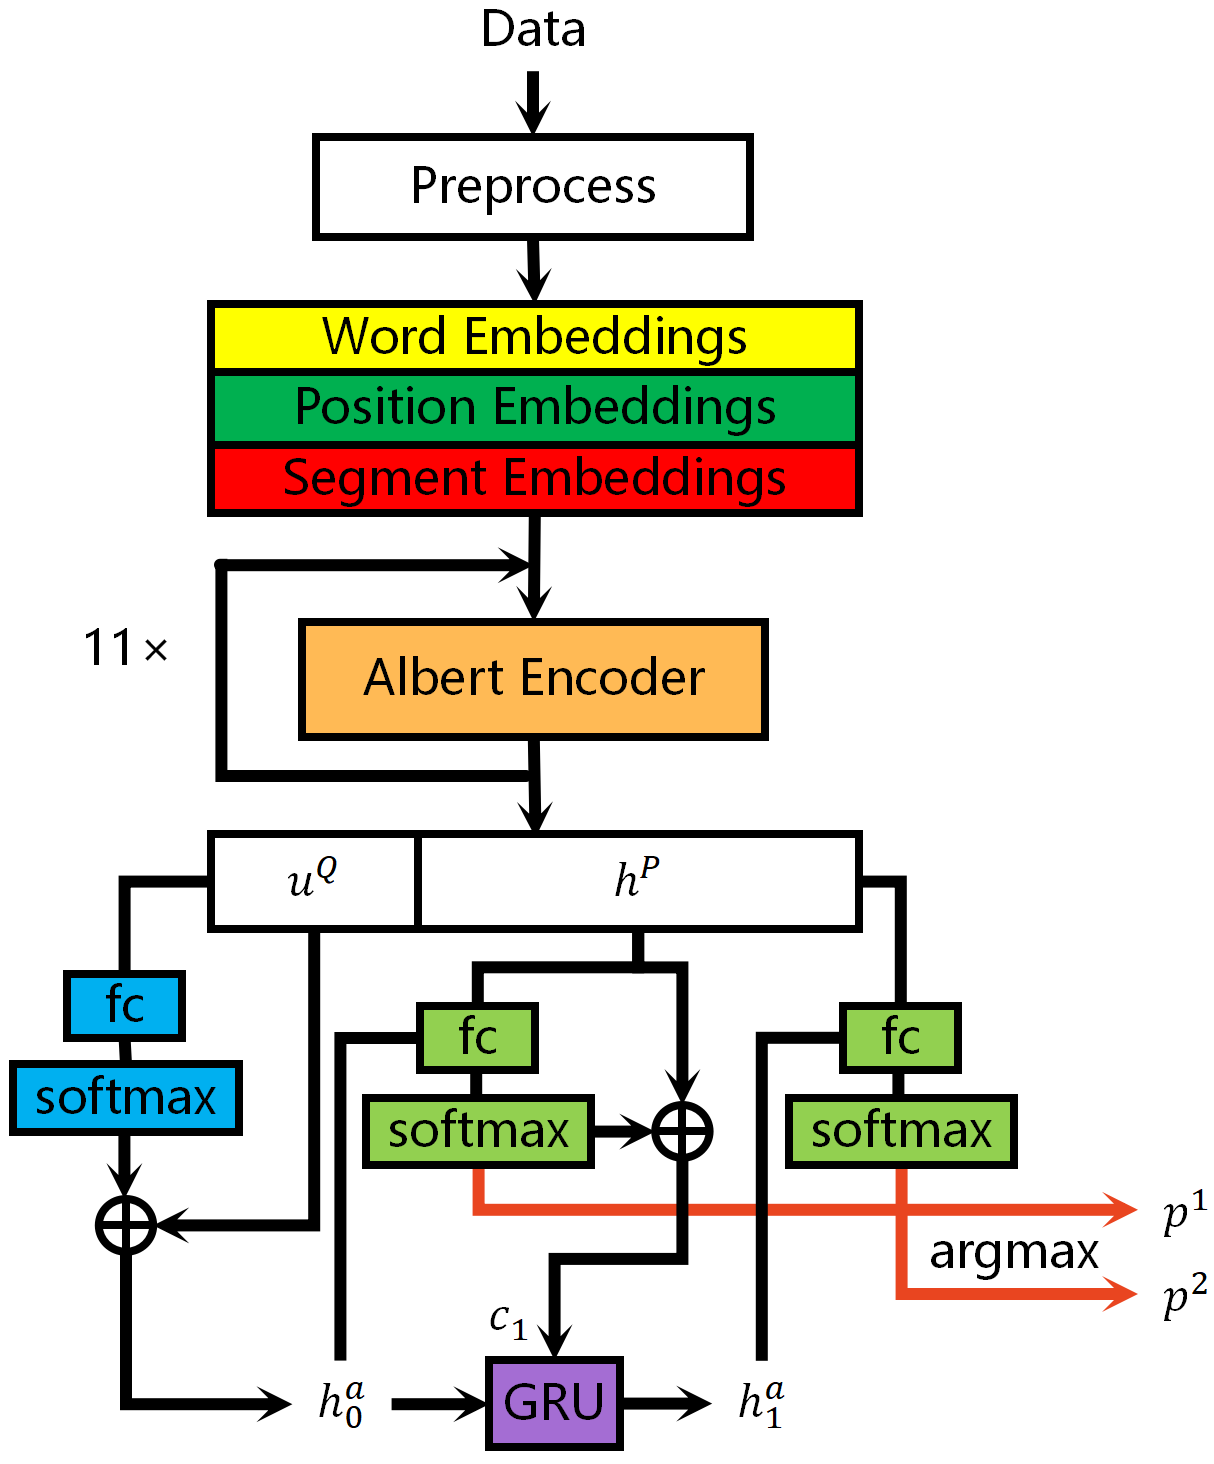 Data
Preprocess
Word Embeddings
Position Embeddings
Segment Embeddings
11×
Albert Encoder
u^Q
h^P
fc
fc
fc
softmax
softmax
softmax
p^1
argmax
p^2
c_1
h_0^a
GRU
h_1^a